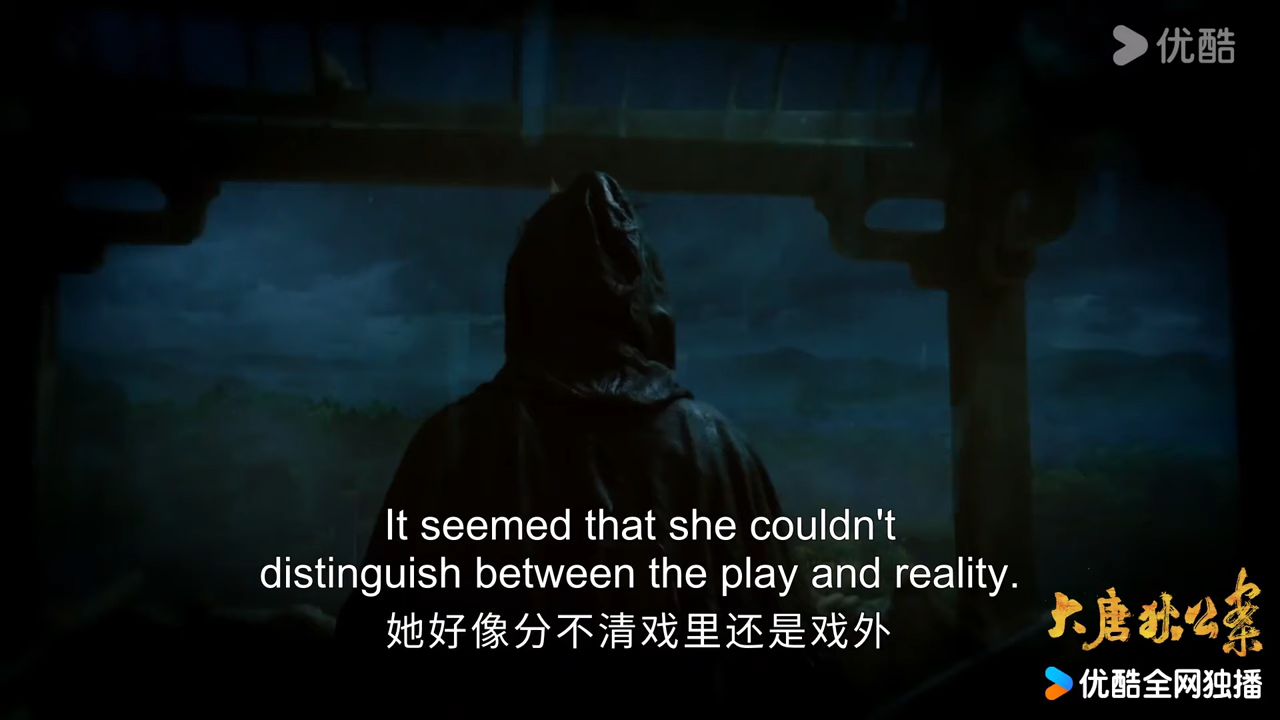 优酷
It seemed that she couldn't
distinguish between the play and reality.
她好像分不清戏里还是戏外
大唐狄公案
优酷全网独播